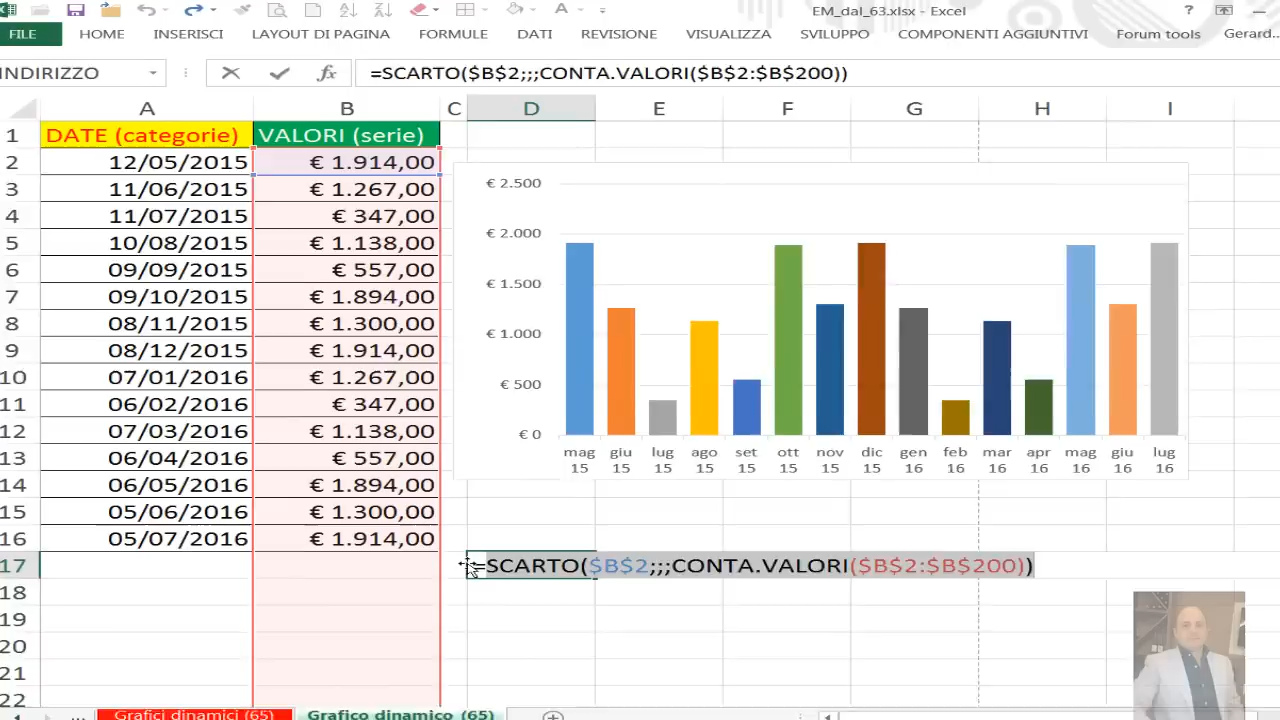 EM_dal_63.xlsx - Excel
?
FILE HOME INSERISCI LAYOUT DI PAGINA FORMULE DATI REVISIONE VISUALIZZA SVILUPPO COMPONENTI AGGIUNTIVI Forum tools Gerard...
INDIRIZZO fx =SCARTO($B$2;;;CONTA.VALORI($B$2:$B$200))
A B C D E F G H I
1 DATE (categorie) VALORI (serie)
2 12/05/2015 € 1.914,00
3 11/06/2015 € 1.267,00
4 11/07/2015 € 347,00
5 10/08/2015 € 1.138,00
6 09/09/2015 € 557,00
7 09/10/2015 € 1.894,00
8 08/11/2015 € 1.300,00
9 08/12/2015 € 1.914,00
10 07/01/2016 € 1.267,00
11 06/02/2016 € 347,00
12 07/03/2016 € 1.138,00
13 06/04/2016 € 557,00
14 06/05/2016 € 1.894,00
15 05/06/2016 € 1.300,00
16 05/07/2016 € 1.914,00
€ 2.500
€ 2.000
€ 1.500
€ 1.000
€ 500
€ 0
mag giu lug ago set ott nov dic gen feb mar apr mag giu lug
15 15 15 15 15 15 15 15 16 16 16 16 16 16 16
17 =SCARTO($B$2;;;CONTA.VALORI($B$2:$B$200))
18
19
20
21
22
... Grafici dinamici (65) Grafico dinamico (65)